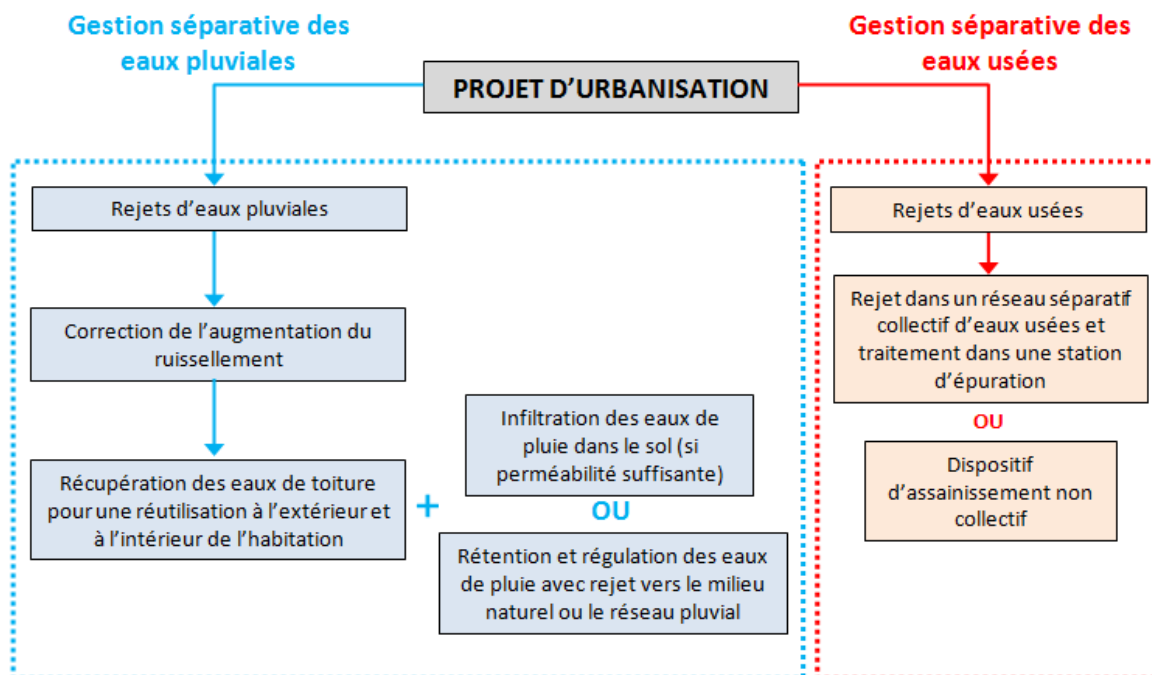 Gestion séparative des
eaux pluviales
Gestion séparative des
eaux usées
PROJET D’URBANISATION
Rejets d’eaux pluviales
Correction de l’augmentation du
ruissellement
Récupération des eaux de toiture
pour une réutilisation à l’extérieur et
à l’intérieur de l’habitation
+
Infiltration des eaux de
pluie dans le sol (si
perméabilité suffisante)
OU
Rétention et régulation des eaux
de pluie avec rejet vers le milieu
naturel ou le réseau pluvial
Rejets d’eaux usées
Rejet dans un réseau séparatif
collectif d’eaux usées et
traitement dans une station
d’épuration
OU
Dispositif
d’assainissement non
collectif